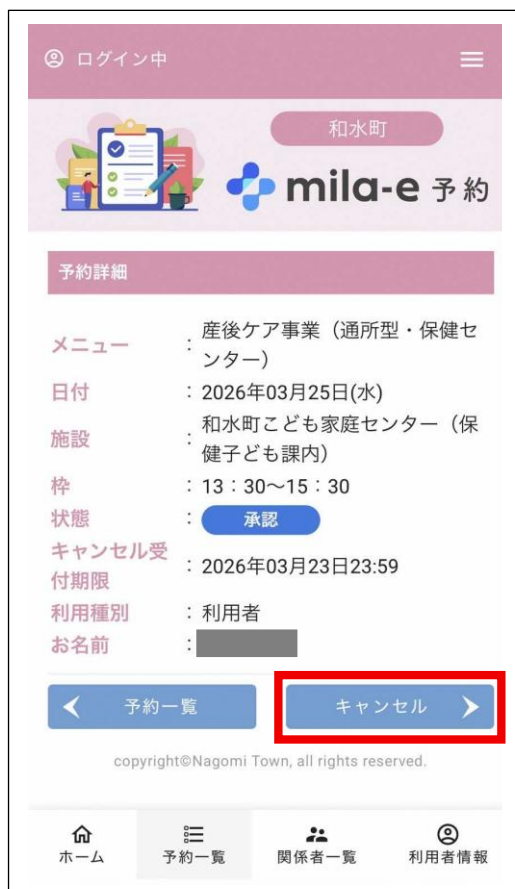 ログイン中
和水町
mila-e 予約
予約詳細
メニュー : 産後ケア事業（通所型・保健セ
ンター）
日付 : 2026年03月25日(水)
施設 : 和水町こども家庭センター（保
健子ども課内）
枠 : 13：30～15：30
状態 : 承認
キャンセル受
付期限 : 2026年03月23日23:59
利用種別 : 利用者
お名前 :
予約一覧
キャンセル
copyright©Nagomi Town, all rights reserved.
ホーム
予約一覧
関係者一覧
利用者情報